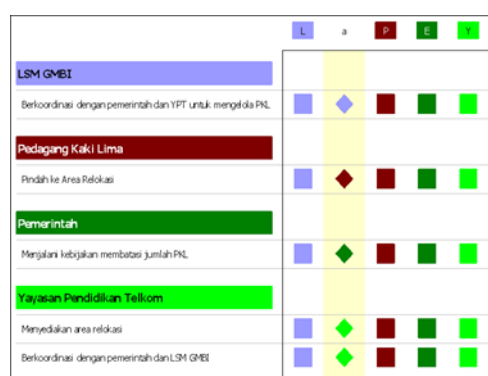 L a P E Y
LSM GMBI
Berkoordinasi dengan pemerintah dan YPT untuk mengelola PKL
Pedagang Kaki Lima
Pindah ke Area Relokasi
Pemerintah
Menjalani kebijakan membatasi jumlah PKL
Yayasan Pendidikan Telkom
Menyediakan area relokasi
Berkoordinasi dengan pemerintah dan LSM GMBI